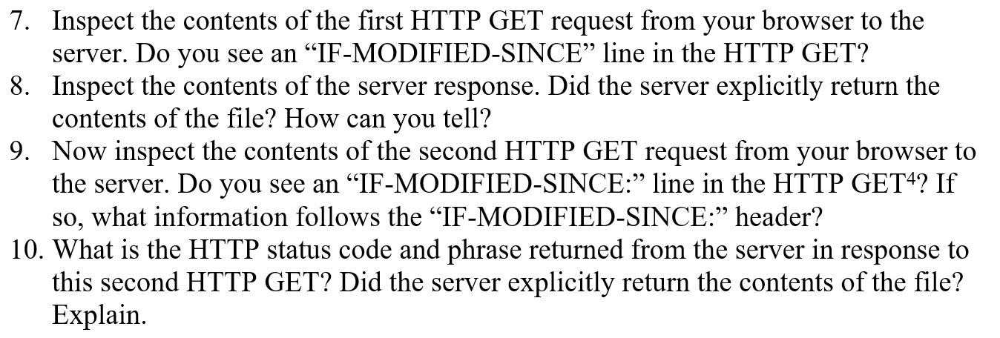 7. Inspect the contents of the first HTTP GET request from your browser to the
server. Do you see an “IF-MODIFIED-SINCE” line in the HTTP GET?
8. Inspect the contents of the server response. Did the server explicitly return the
contents of the file? How can you tell?
9. Now inspect the contents of the second HTTP GET request from your browser to
the server. Do you see an “IF-MODIFIED-SINCE:” line in the HTTP GET⁴? If
so, what information follows the “IF-MODIFIED-SINCE:” header?
10. What is the HTTP status code and phrase returned from the server in response to
this second HTTP GET? Did the server explicitly return the contents of the file?
Explain.